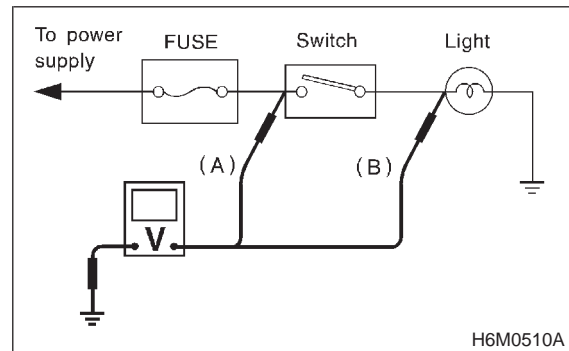 To power
supply
FUSE
Switch
Light
(A)
(B)
V
H6M0510A